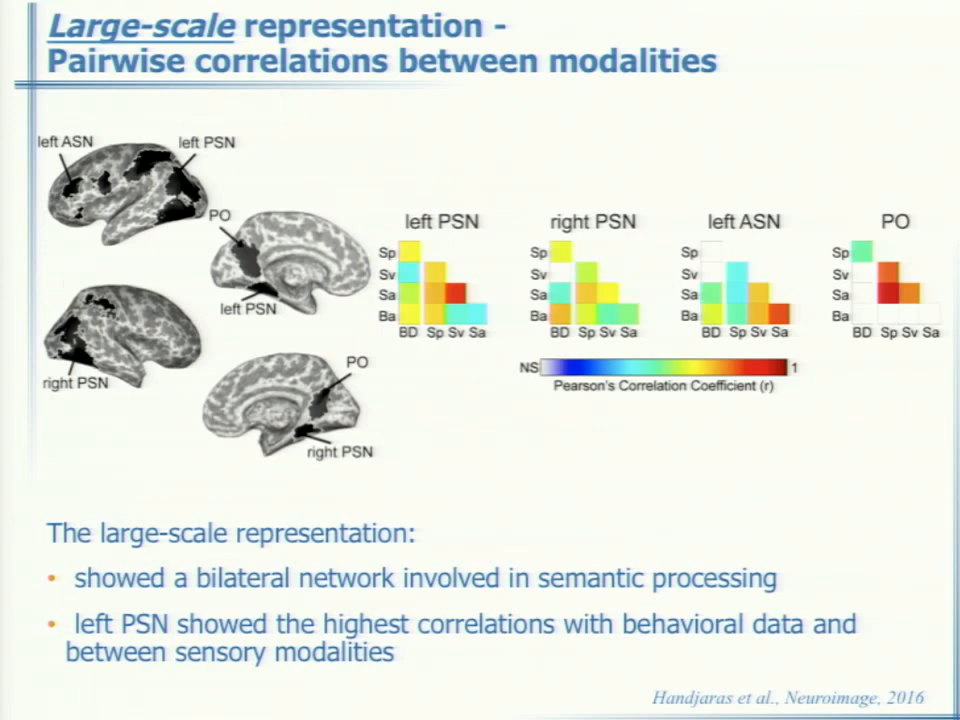 Large-scale representation -
Pairwise correlations between modalities
left ASN
left PSN
PO
left PSN
right PSN
PO
right PSN
left PSN
right PSN
left ASN
PO
Sp
Sv
Sa
Ba
BD Sp Sv Sa
Sp
Sv
Sa
Ba
BD Sp Sv Sa
Sp
Sv
Sa
Ba
BD Sp Sv Sa
Sp
Sv
Sa
Ba
BD Sp Sv Sa
NS 1
Pearson's Correlation Coefficient (r)
The large-scale representation:
• showed a bilateral network involved in semantic processing
• left PSN showed the highest correlations with behavioral data and
between sensory modalities
Handjaras et al., Neuroimage, 2016